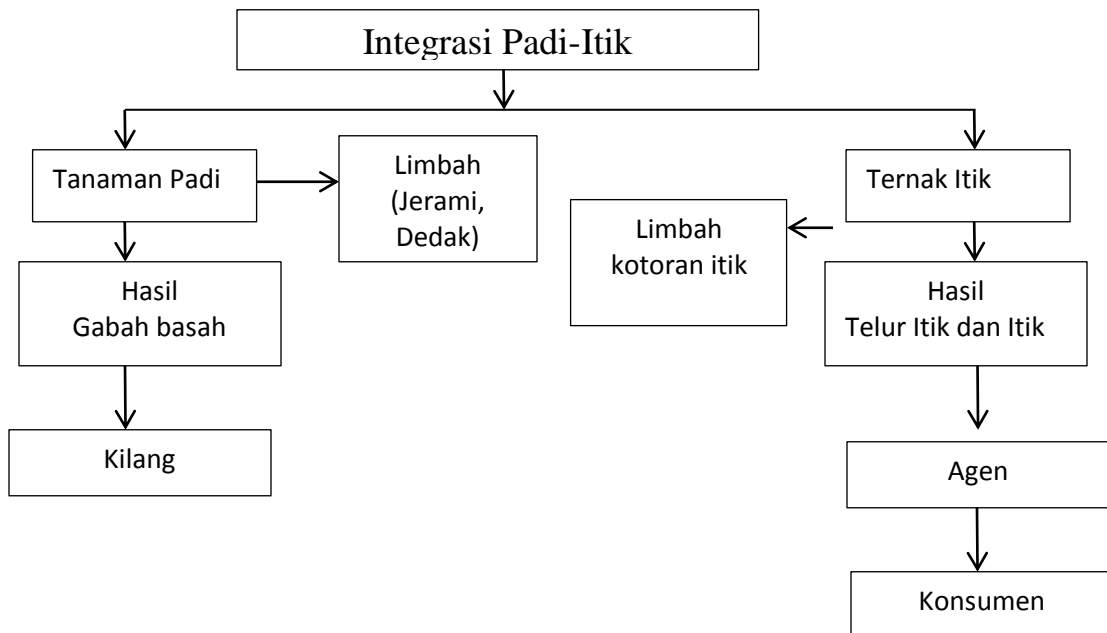 Integrasi Padi-Itik
Tanaman Padi
Limbah
(Jerami,
Dedak)
Ternak Itik
Limbah
kotoran itik
Hasil
Gabah basah
Hasil
Telur Itik dan Itik
Kilang
Agen
Konsumen